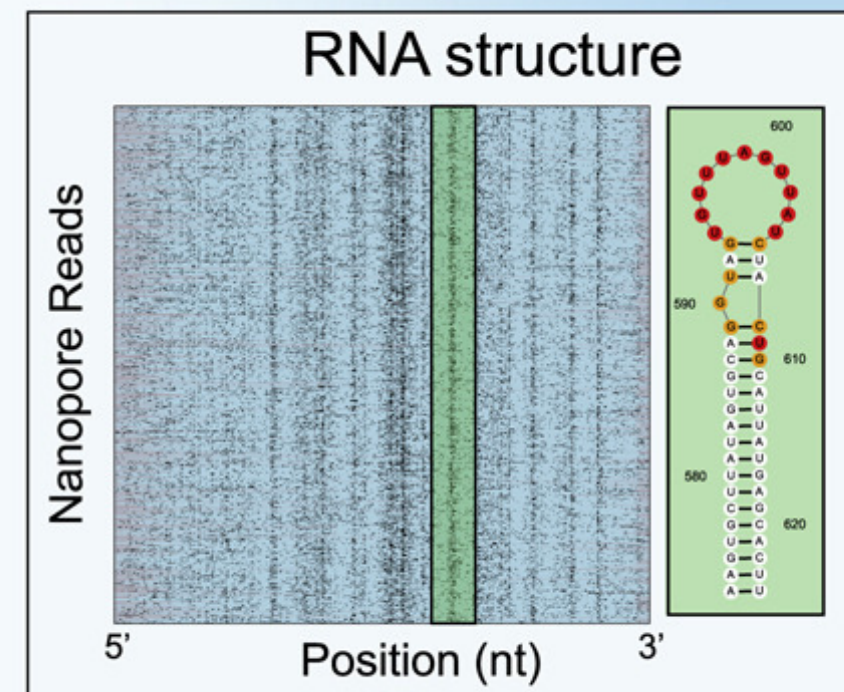 RNA structure
Nanopore Reads
5'
Position (nt)
3'
600
U A G
U U
U U
G A
U U
G C
A U
U A
590 G
G C
A U
C G 610
G C
U A
G U
A U
U A
A U
580 U G
U A
C G
G C 620
U A
G C
A U
A U